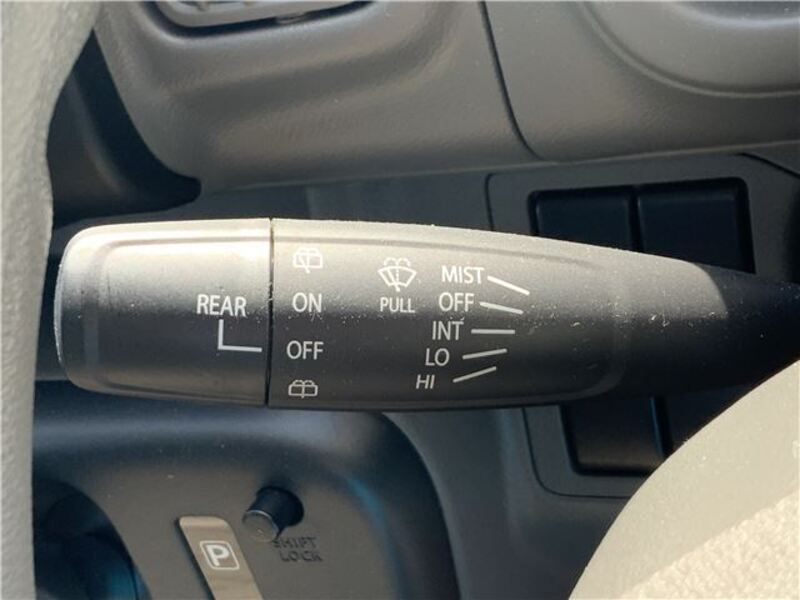 REAR
ON
OFF
PULL
MIST
OFF
INT
LO
HI
P
SHIFT
LOCK